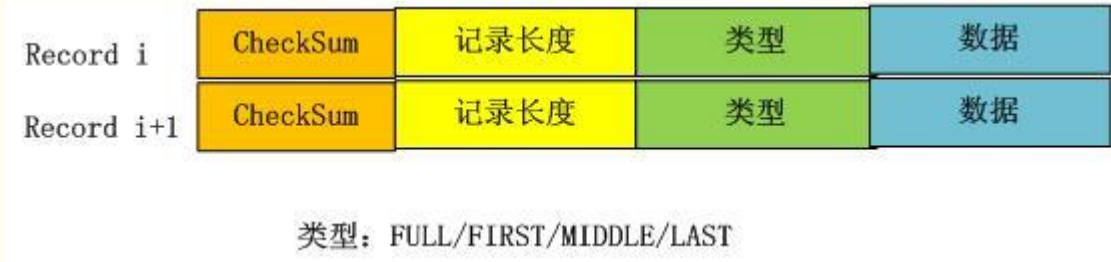 Record i CheckSum 记录长度 类型 数据
Record i+1 CheckSum 记录长度 类型 数据
类型：FULL/FIRST/MIDDLE/LAST